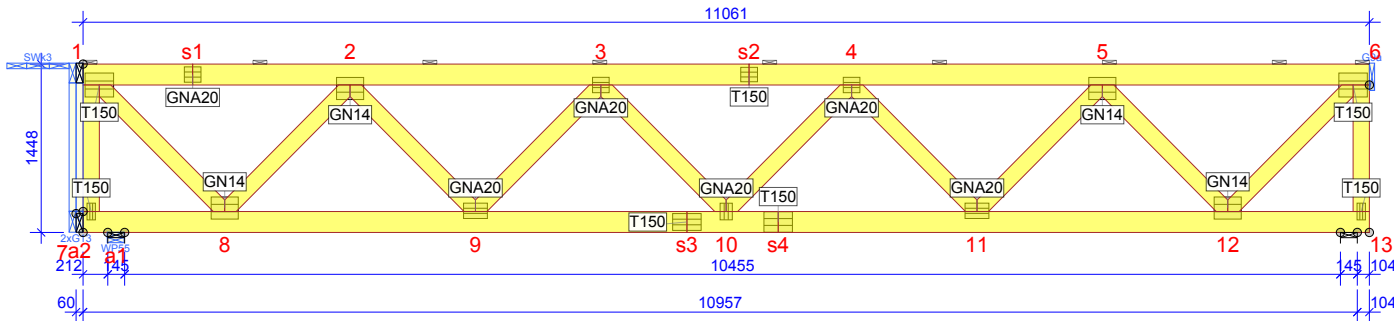 11061
SWk3
1 s1 2 3 s2 4 5 6
GNA20 T150
T150 GN14 GNA20 GNA20 GN14 T150
1448
GN14 GNA20 GNA20 T150 GNA20 GN14
T150 T150 T150
2xG13
WP55
7a2 a1 8 9 s3 10 s4 11 12 13
212 145 10455 145 104
60 10957 104